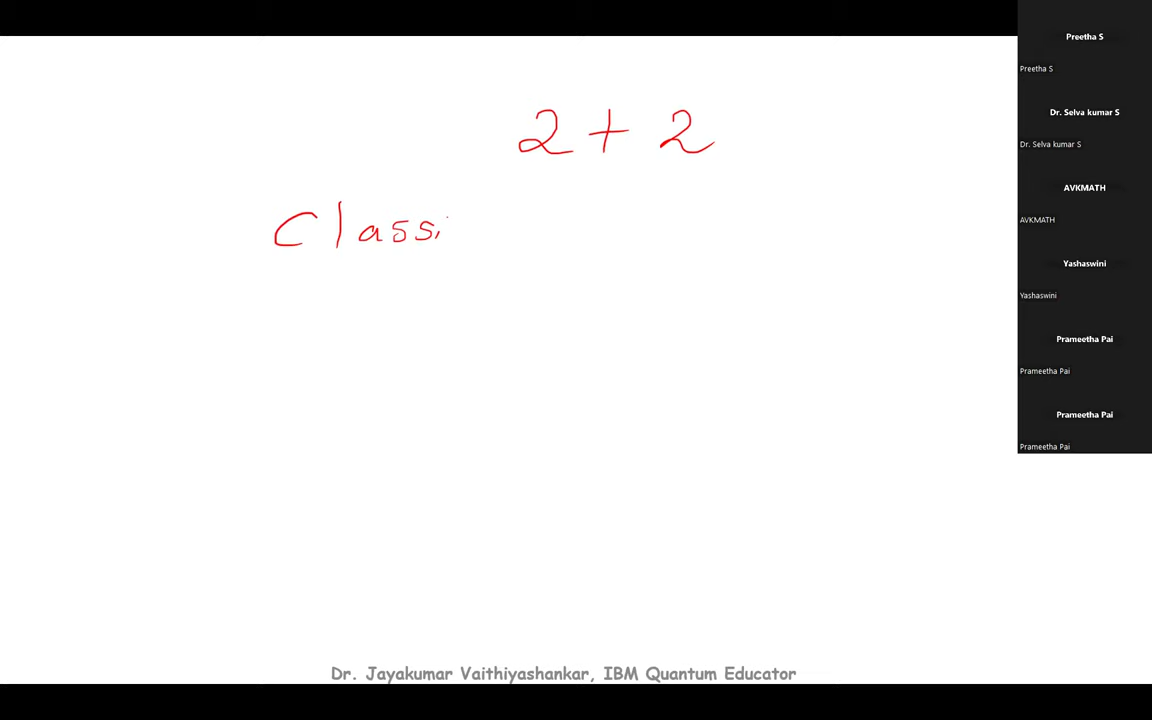 2 + 2
Classi
Dr. Jayakumar Vaithiyashankar, IBM Quantum Educator
Preetha S
Preetha S
Dr. Selva kumar S
Dr. Selva kumar S
AVKMATH
AVKMATH
Yashaswini
Yashaswini
Prameetha Pai
Prameetha Pai
Prameetha Pai
Prameetha Pai